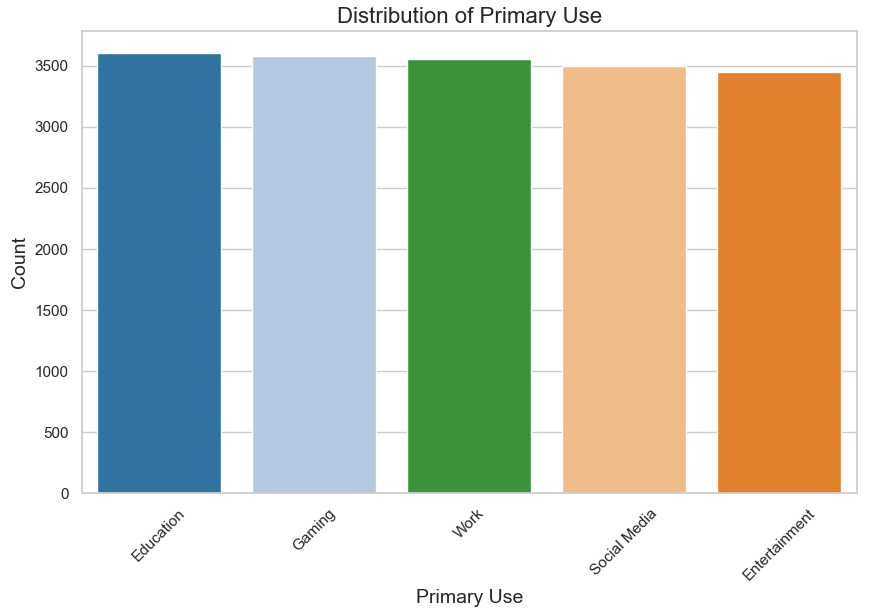 Distribution of Primary Use
Count
3500
3000
2500
2000
1500
1000
500
0
Education
Gaming
Work
Social Media
Entertainment
Primary Use